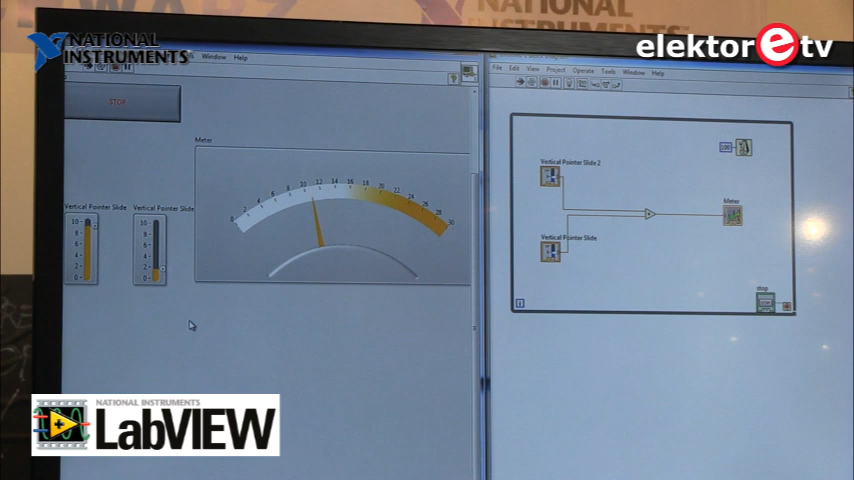 NATIONAL
INSTRUMENTS
NATIONAL
INSTRUMENTS
elektor e tv
Window Help
File Edit View Project Operate Tools Window Help
STOP
Meter
0 2 4 6 8 10 12 14 16 18 20 22 24 26 28 30
Vertical Pointer Slide Vertical Pointer Slide
10 10
8 8
6 6
4 4
2 2
0 0
100
Vertical Pointer Slide 2
Meter
Vertical Pointer Slide
stop
i
NATIONAL INSTRUMENTS
LabVIEW